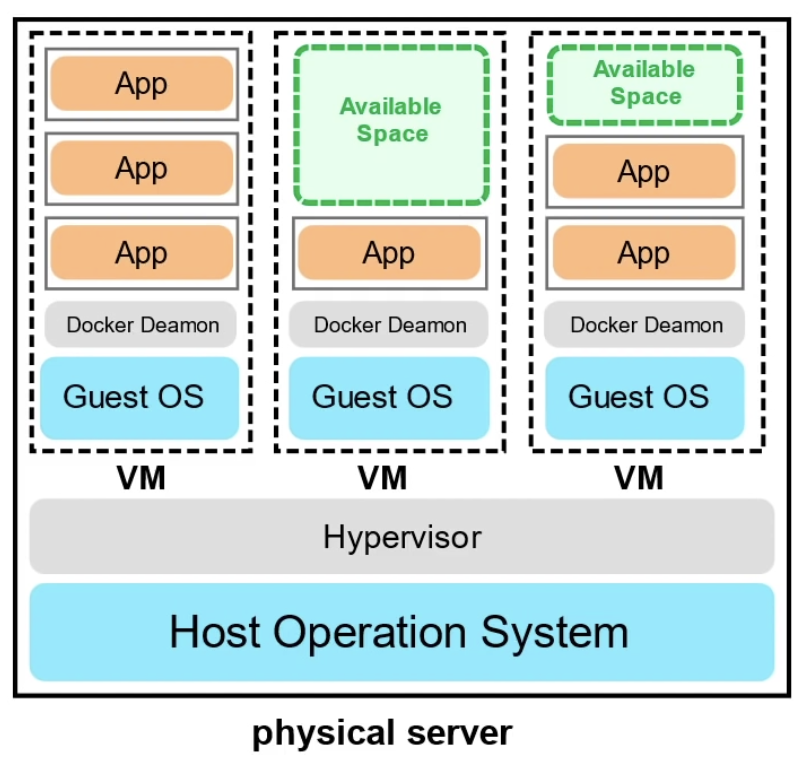 App
App
App
Docker Deamon
Guest OS
VM
Available
Space
App
Docker Deamon
Guest OS
VM
Available
Space
App
App
Docker Deamon
Guest OS
VM
Hypervisor
Host Operation System
physical server